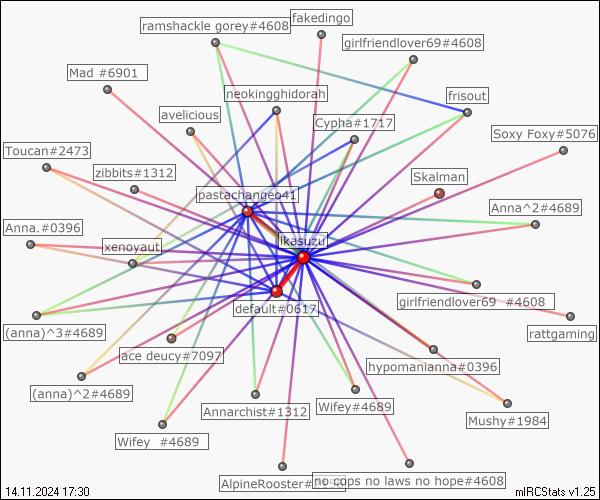 fakedingo
ramshackle gorey#4608
girlfriendlover69#4608
Mad #6901
neokingghidorah
frisout
avelicious
Cypha#1717
Soxy Foxy#5076
Toucan#2473
zibbits#1312
Skalman
pastachangeo41
Anna^2#4689
Anna.#0396
xenoyaut
ikasuzu
girlfriendlover69 #4608
default#0617
rattgaming
(anna)^3#4689
ace deucy#7097
hypomanianna#0396
(anna)^2#4689
Annarchist#1312
Wifey#4689
Mushy#1984
Wifey #4689
AlpineRooster#
no cops no laws no hope#4608
14.11.2024 17:30
mIRCStats v1.25